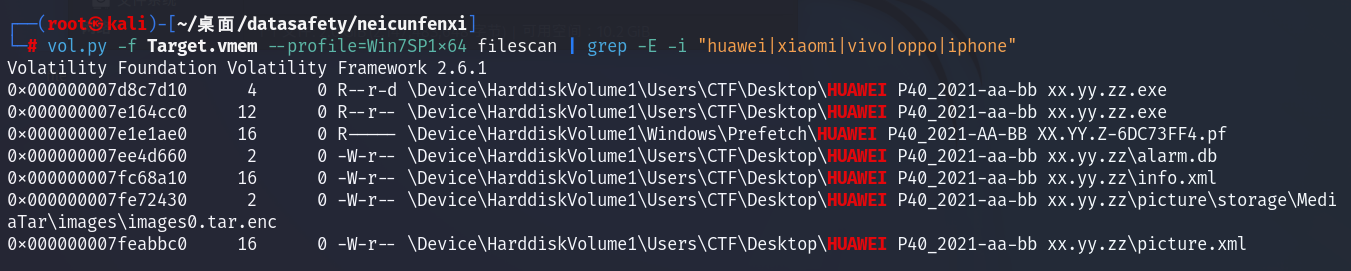 ┌──(root㉿kali)-[~/桌面/datasafety/neicunfenxi]
└─# vol.py -f Target.vmem --profile=Win7SP1×64 filescan | grep -E -i "huawei|xiaomi|vivo|oppo|iphone"
Volatility Foundation Volatility Framework 2.6.1
0×000000007d8c7d10      4      0 R--r-d \Device\HarddiskVolume1\Users\CTF\Desktop\HUAWEI P40_2021-aa-bb xx.yy.zz.exe
0×000000007e164cc0     12      0 R--r-- \Device\HarddiskVolume1\Users\CTF\Desktop\HUAWEI P40_2021-aa-bb xx.yy.zz.exe
0×000000007e1e1ae0     16      0 R----- \Device\HarddiskVolume1\Windows\Prefetch\HUAWEI P40_2021-AA-BB XX.YY.Z-6DC73FF4.pf
0×000000007ee4d660      2      0 -W-r-- \Device\HarddiskVolume1\Users\CTF\Desktop\HUAWEI P40_2021-aa-bb xx.yy.zz\alarm.db
0×000000007fc68a10     16      0 -W-r-- \Device\HarddiskVolume1\Users\CTF\Desktop\HUAWEI P40_2021-aa-bb xx.yy.zz\info.xml
0×000000007fe72430      2      0 -W-r-- \Device\HarddiskVolume1\Users\CTF\Desktop\HUAWEI P40_2021-aa-bb xx.yy.zz\picture\storage\Medi
aTar\images\images0.tar.enc
0×000000007feabbc0     16      0 -W-r-- \Device\HarddiskVolume1\Users\CTF\Desktop\HUAWEI P40_2021-aa-bb xx.yy.zz\picture.xml